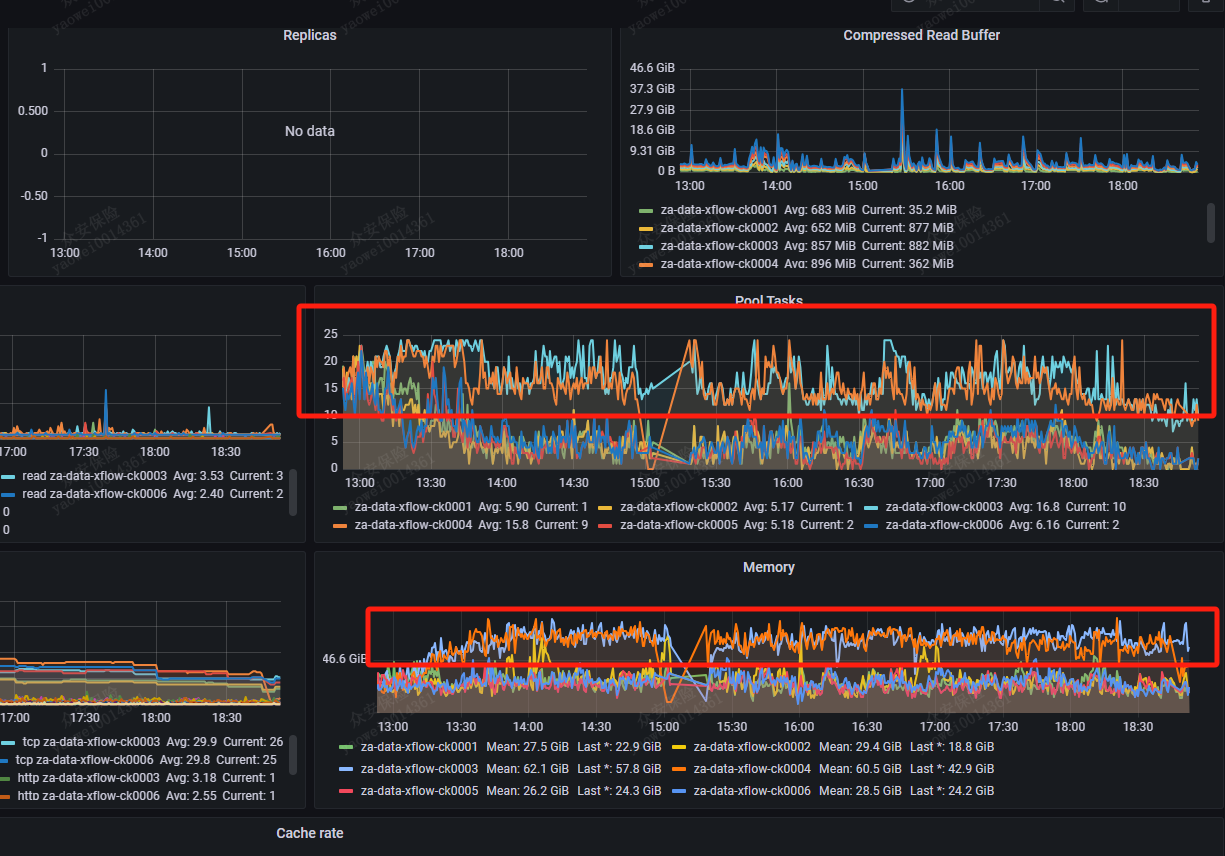 Replicas
1
0.500
0
-0.50
-1
No data
13:00 14:00 15:00 16:00 17:00 18:00
Compressed Read Buffer
46.6 GiB
37.3 GiB
27.9 GiB
18.6 GiB
9.31 GiB
0 B
13:00 14:00 15:00 16:00 17:00 18:00
za-data-xflow-ck0001 Avg: 683 MiB Current: 35.2 MiB
za-data-xflow-ck0002 Avg: 652 MiB Current: 877 MiB
za-data-xflow-ck0003 Avg: 857 MiB Current: 882 MiB
za-data-xflow-ck0004 Avg: 896 MiB Current: 362 MiB
17:00 17:30 18:00 18:30
read za-data-xflow-ck0003 Avg: 3.53 Current: 3
read za-data-xflow-ck0006 Avg: 2.40 Current: 2
0
0
Pool Tasks
25
20
15
10
5
0
13:00 13:30 14:00 14:30 15:00 15:30 16:00 16:30 17:00 17:30 18:00 18:30
za-data-xflow-ck0001 Avg: 5.90 Current: 1 za-data-xflow-ck0002 Avg: 5.17 Current: 1 za-data-xflow-ck0003 Avg: 16.8 Current: 10
za-data-xflow-ck0004 Avg: 15.8 Current: 9 za-data-xflow-ck0005 Avg: 5.18 Current: 2 za-data-xflow-ck0006 Avg: 6.16 Current: 2
17:00 17:30 18:00 18:30
tcp za-data-xflow-ck0003 Avg: 29.9 Current: 26
tcp za-data-xflow-ck0006 Avg: 29.8 Current: 25
http za-data-xflow-ck0003 Avg: 3.18 Current: 1
http za-data-xflow-ck0006 Avg: 2.55 Current: 1
Memory
46.6 GiB
13:00 13:30 14:00 14:30 15:00 15:30 16:00 16:30 17:00 17:30 18:00 18:30
za-data-xflow-ck0001 Mean: 27.5 GiB Last *: 22.9 GiB za-data-xflow-ck0002 Mean: 29.4 GiB Last *: 18.8 GiB
za-data-xflow-ck0003 Mean: 62.1 GiB Last *: 57.8 GiB za-data-xflow-ck0004 Mean: 60.5 GiB Last *: 42.9 GiB
za-data-xflow-ck0005 Mean: 26.2 GiB Last *: 24.3 GiB za-data-xflow-ck0006 Mean: 28.5 GiB Last *: 24.2 GiB
Cache rate
众安保险
yaowei10014361